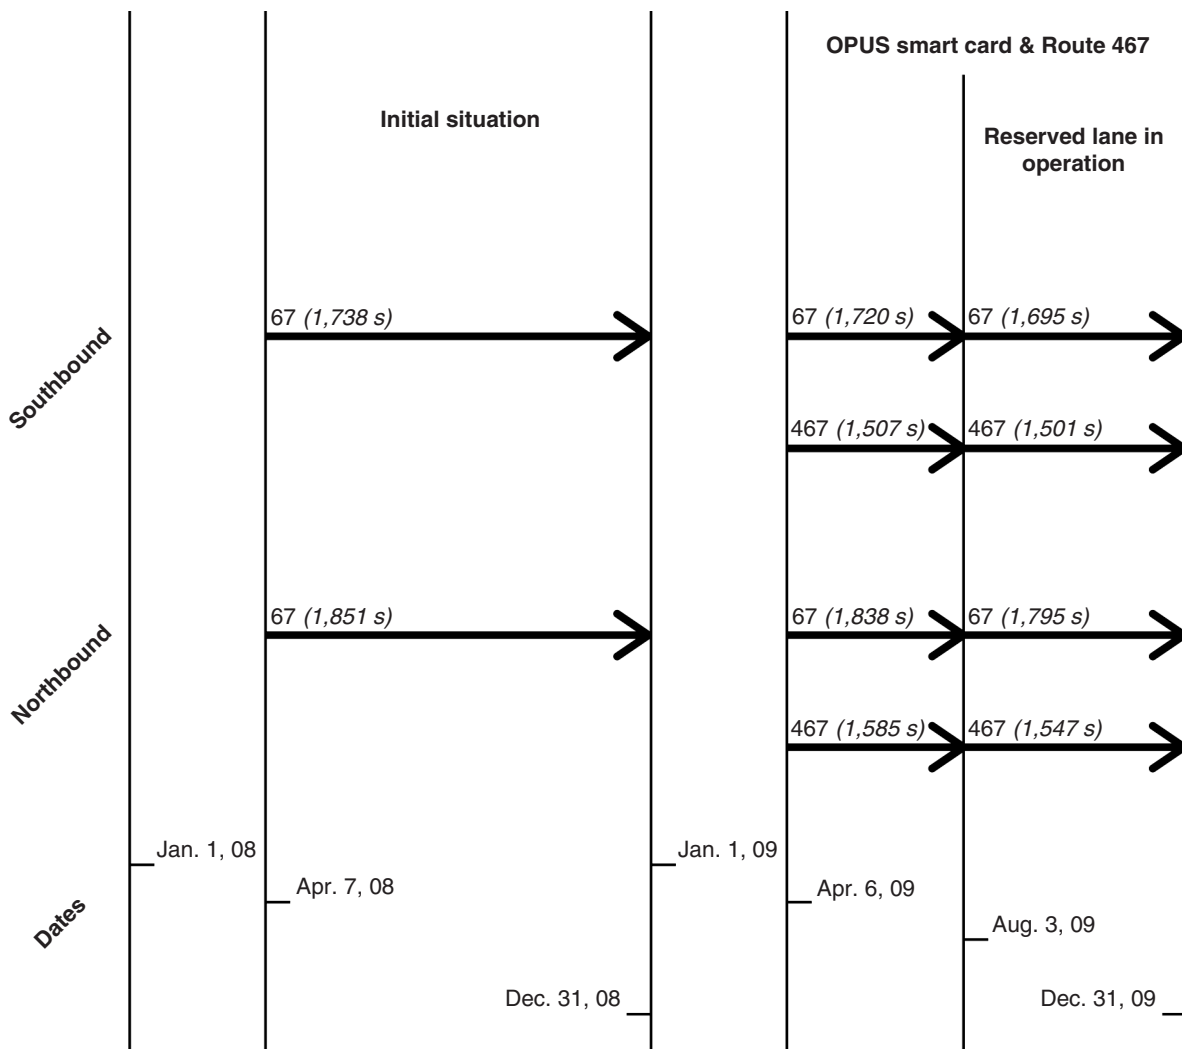 OPUS smart card & Route 467
Initial situation
Reserved lane in
operation
Southbound
67 (1,738 s)
67 (1,720 s)
67 (1,695 s)
467 (1,507 s)
467 (1,501 s)
Northbound
67 (1,851 s)
67 (1,838 s)
67 (1,795 s)
467 (1,585 s)
467 (1,547 s)
Dates
Jan. 1, 08
Jan. 1, 09
Apr. 7, 08
Apr. 6, 09
Aug. 3, 09
Dec. 31, 08
Dec. 31, 09